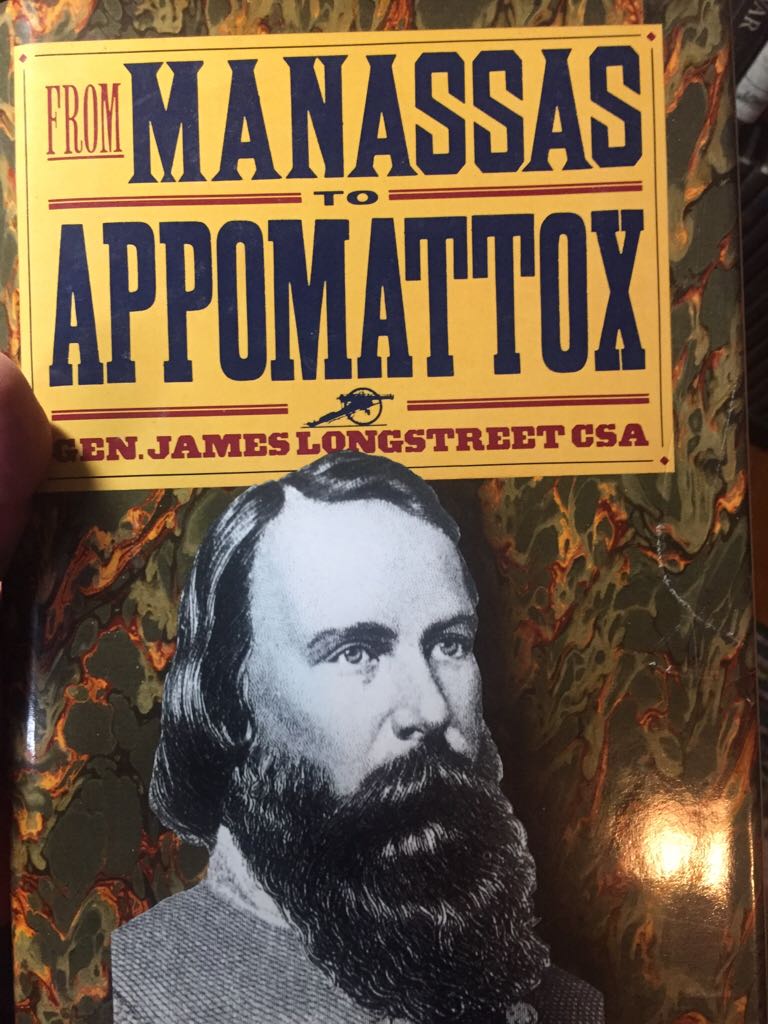 FROM MANASSAS
TO
APPOMATTOX
GEN. JAMES LONGSTREET CSA